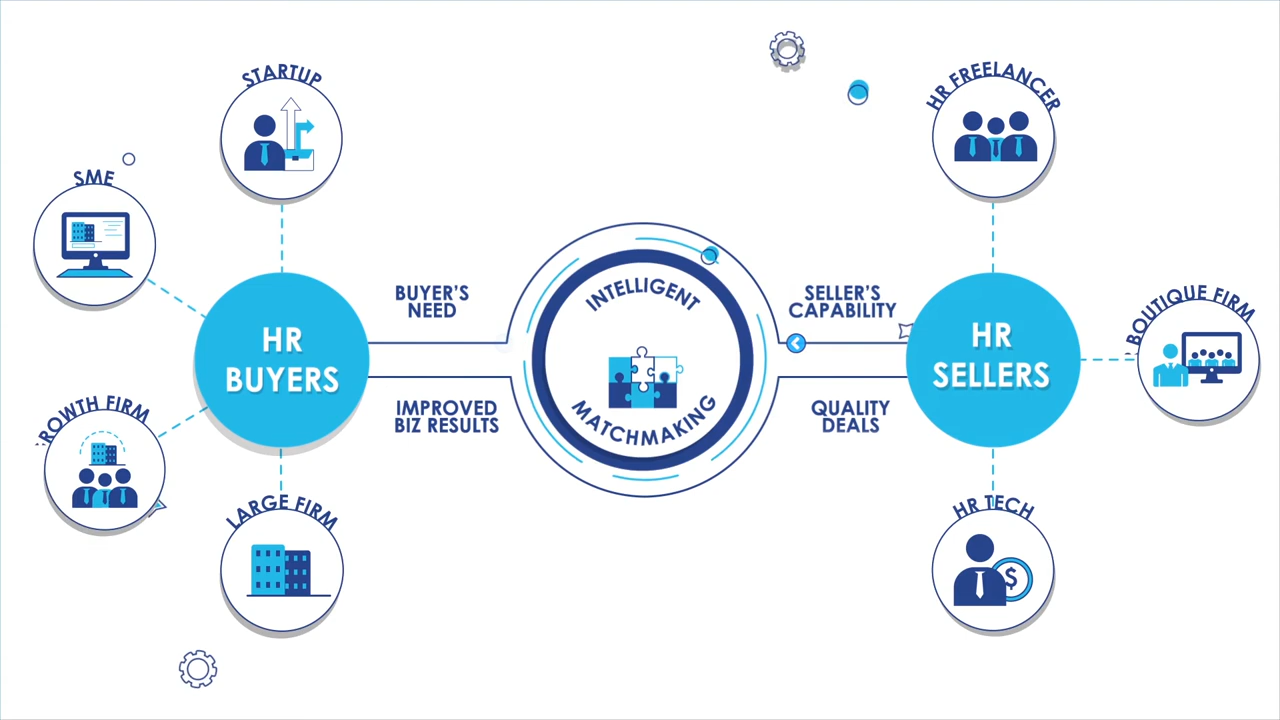 STARTUP
SME
ROWTH FIRM
LARGE FIRM
HR
BUYERS
BUYER'S
NEED
IMPROVED
BIZ RESULTS
INTELLIGENT
MATCHMAKING
SELLER'S
CAPABILITY
QUALITY
DEALS
HR
SELLERS
HR FREELANCER
BOUTIQUE FIRM
HR TECH
$